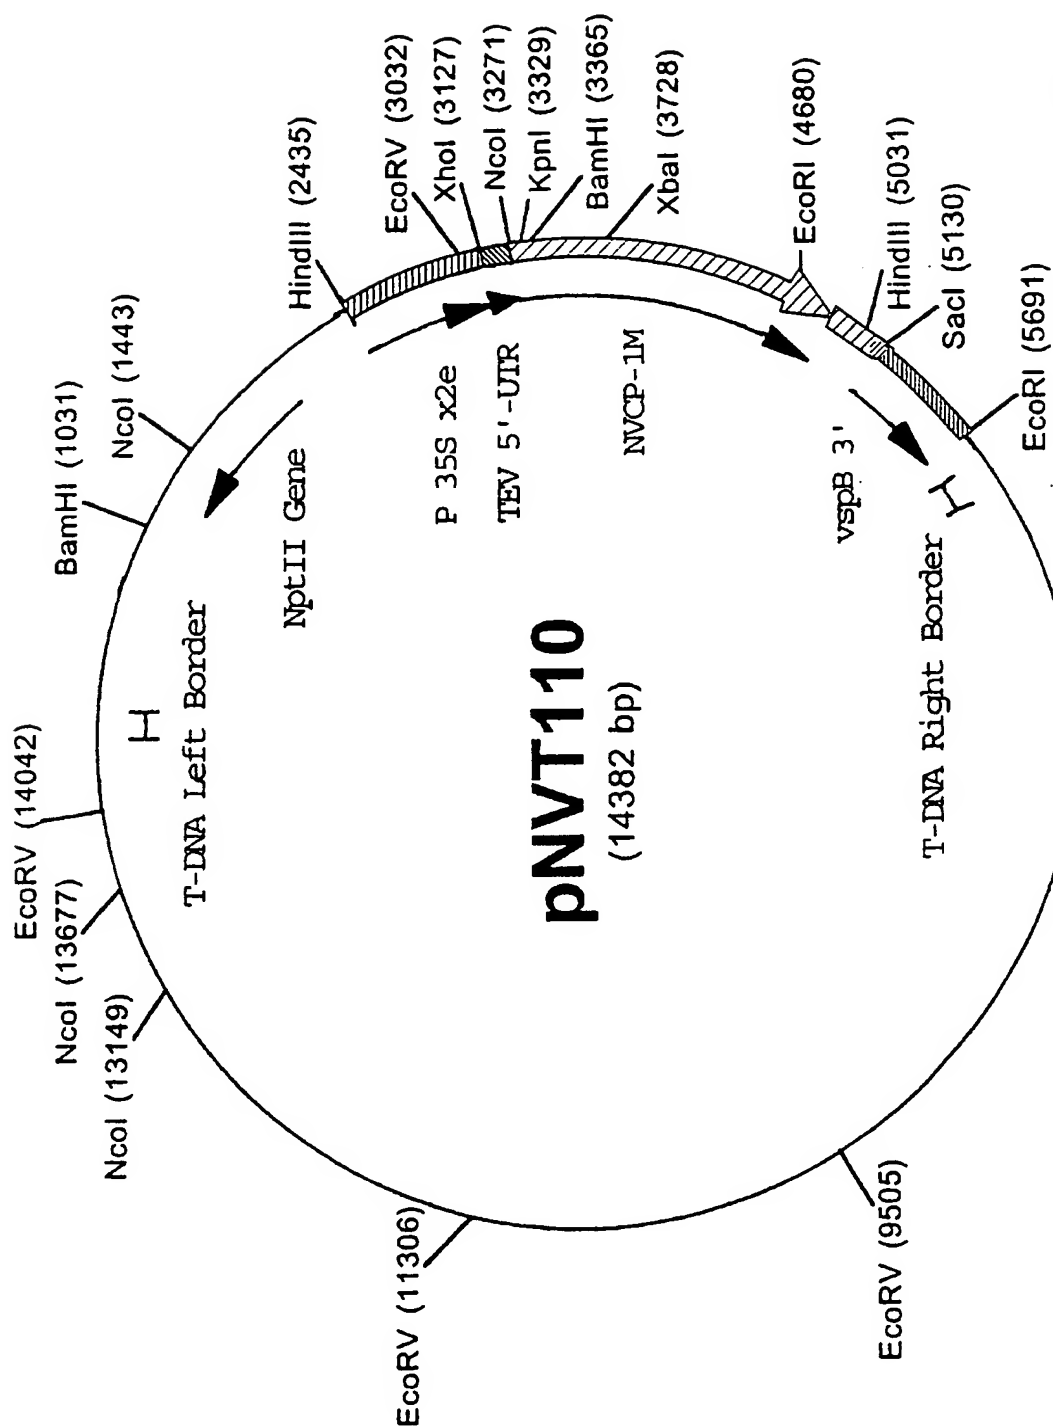 EcoRV (14042)
NcoI (13677)
NcoI (13149)
EcoRV (11306)
EcoRV (9505)
BamHI (1031)
NcoI (1443)
HindIII (2435)
EcoRV (3032)
XhoI (3127)
NcoI (3271)
KpnI (3329)
BamHI (3365)
XbaI (3728)
EcoRI (4680)
HindIII (5031)
SacI (5130)
EcoRI (5691)
T-DNA Left Border
NptII Gene
P 35S x2e
TEV 5'-UTR
NVCP-1M
vspB 3'
T-DNA Right Border
pNVT110
(14382 bp)